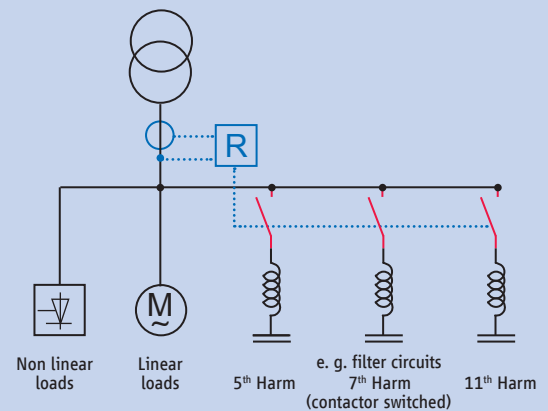 R
M
~
Non linear
loads
Linear
loads
5th Harm
e. g. filter circuits
7th Harm
(contactor switched)
11th Harm